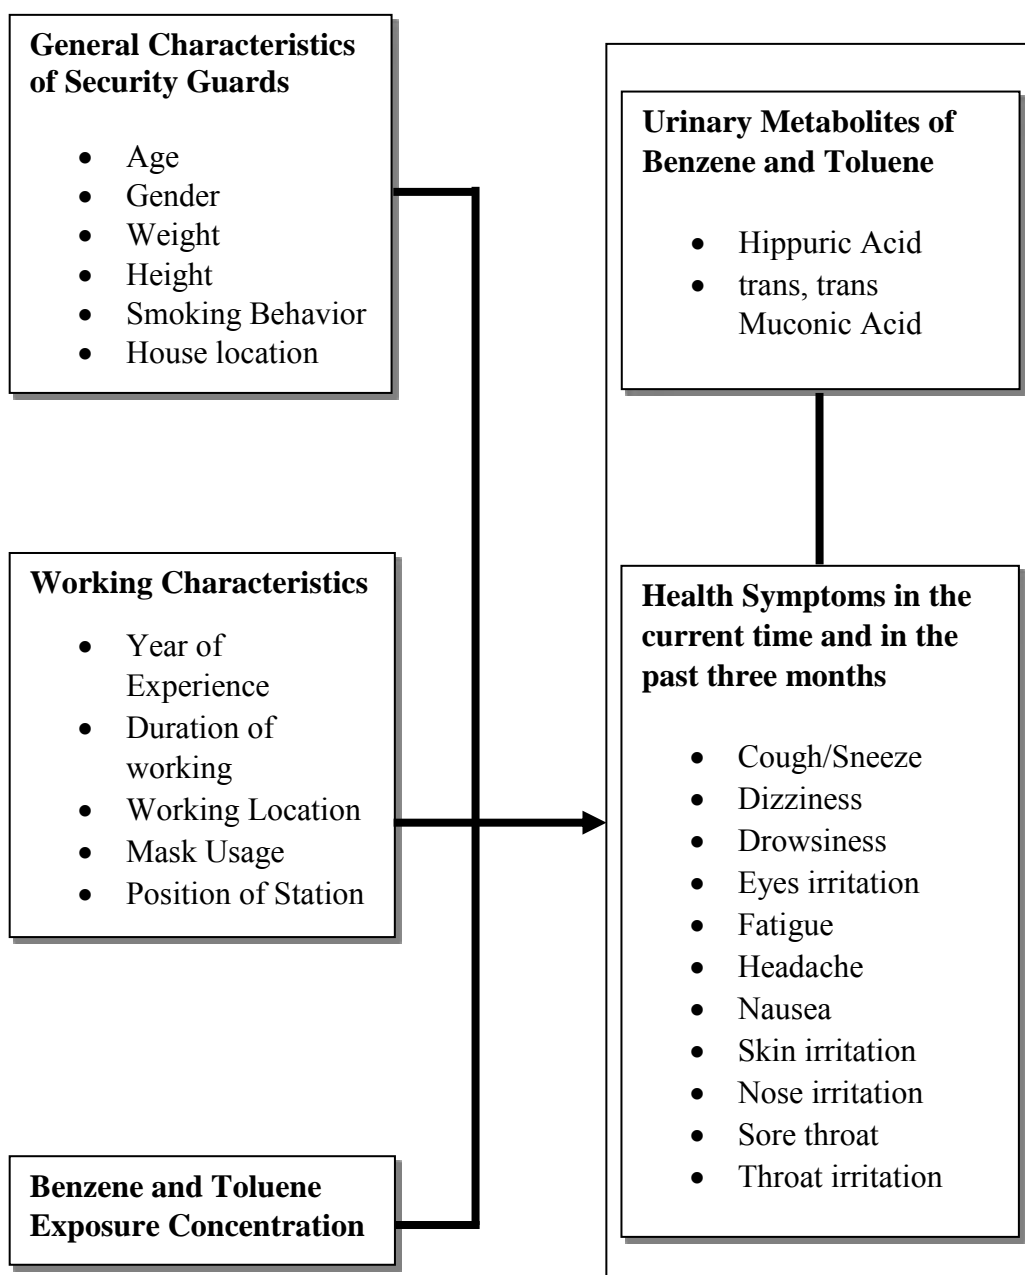 General Characteristics
of Security Guards
• Age
• Gender
• Weight
• Height
• Smoking Behavior
• House location
Working Characteristics
• Year of
Experience
• Duration of
working
• Working Location
• Mask Usage
• Position of Station
Benzene and Toluene
Exposure Concentration
Urinary Metabolites of
Benzene and Toluene
• Hippuric Acid
• trans, trans
Muconic Acid
Health Symptoms in the
current time and in the
past three months
• Cough/Sneeze
• Dizziness
• Drowsiness
• Eyes irritation
• Fatigue
• Headache
• Nausea
• Skin irritation
• Nose irritation
• Sore throat
• Throat irritation